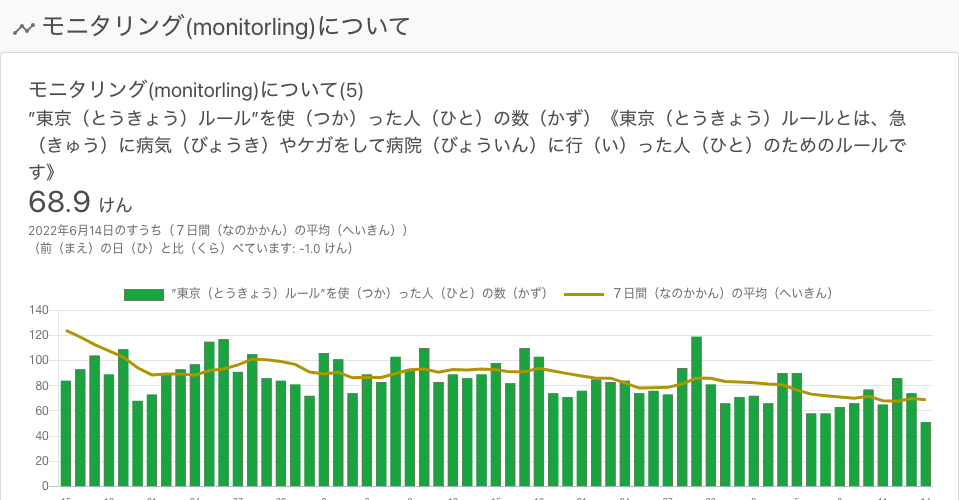 モニタリング(monitorling)について
モニタリング(monitorling)について(5)
”東京（とうきょう）ルール”を使（つか）った人（ひと）の数（かず）《東京（とうきょう）ルールとは、急
（きゅう）に病気（びょうき）やケガをして病院（びょういん）に行（い）った人（ひと）のためのルールで
す》
68.9 けん
2022年6月14日のすうち（７日間（なのかかん）の平均（へいきん））
（前（まえ）の日（ひ）と比（くら）べています: -1.0 けん）
”東京（とうきょう）ルール”を使（つか）った人（ひと）の数（かず） ７日間（なのかかん）の平均（へいきん）
140
120
100
80
60
40
20
0